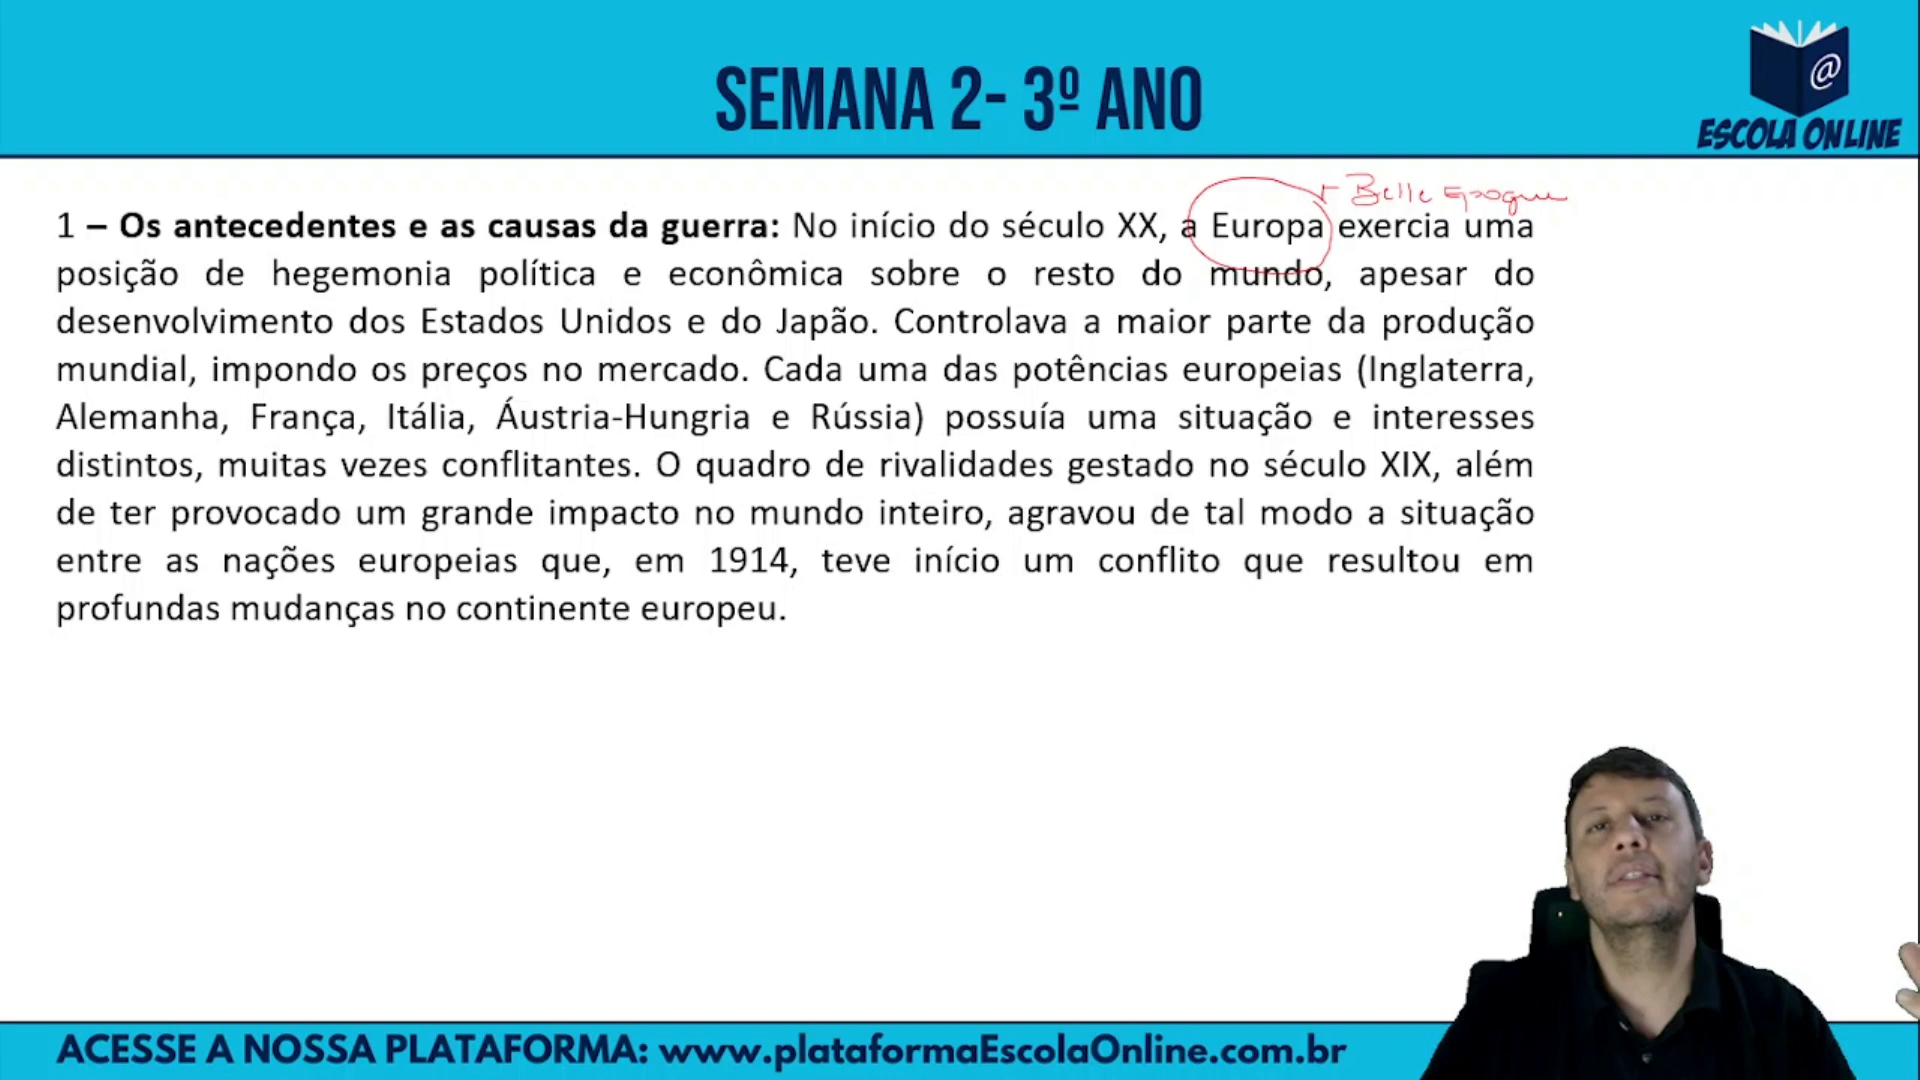 SEMANA 2- 3º ANO
@
ESCOLA ONLINE
Belle Époque
1 – Os antecedentes e as causas da guerra: No início do século XX, a Europa exercia uma
posição de hegemonia política e econômica sobre o resto do mundo, apesar do
desenvolvimento dos Estados Unidos e do Japão. Controlava a maior parte da produção
mundial, impondo os preços no mercado. Cada uma das potências europeias (Inglaterra,
Alemanha, França, Itália, Áustria-Hungria e Rússia) possuía uma situação e interesses
distintos, muitas vezes conflitantes. O quadro de rivalidades gestado no século XIX, além
de ter provocado um grande impacto no mundo inteiro, agravou de tal modo a situação
entre as nações europeias que, em 1914, teve início um conflito que resultou em
profundas mudanças no continente europeu.
ACESSE A NOSSA PLATAFORMA: www.plataformaEscolaOnline.com.br